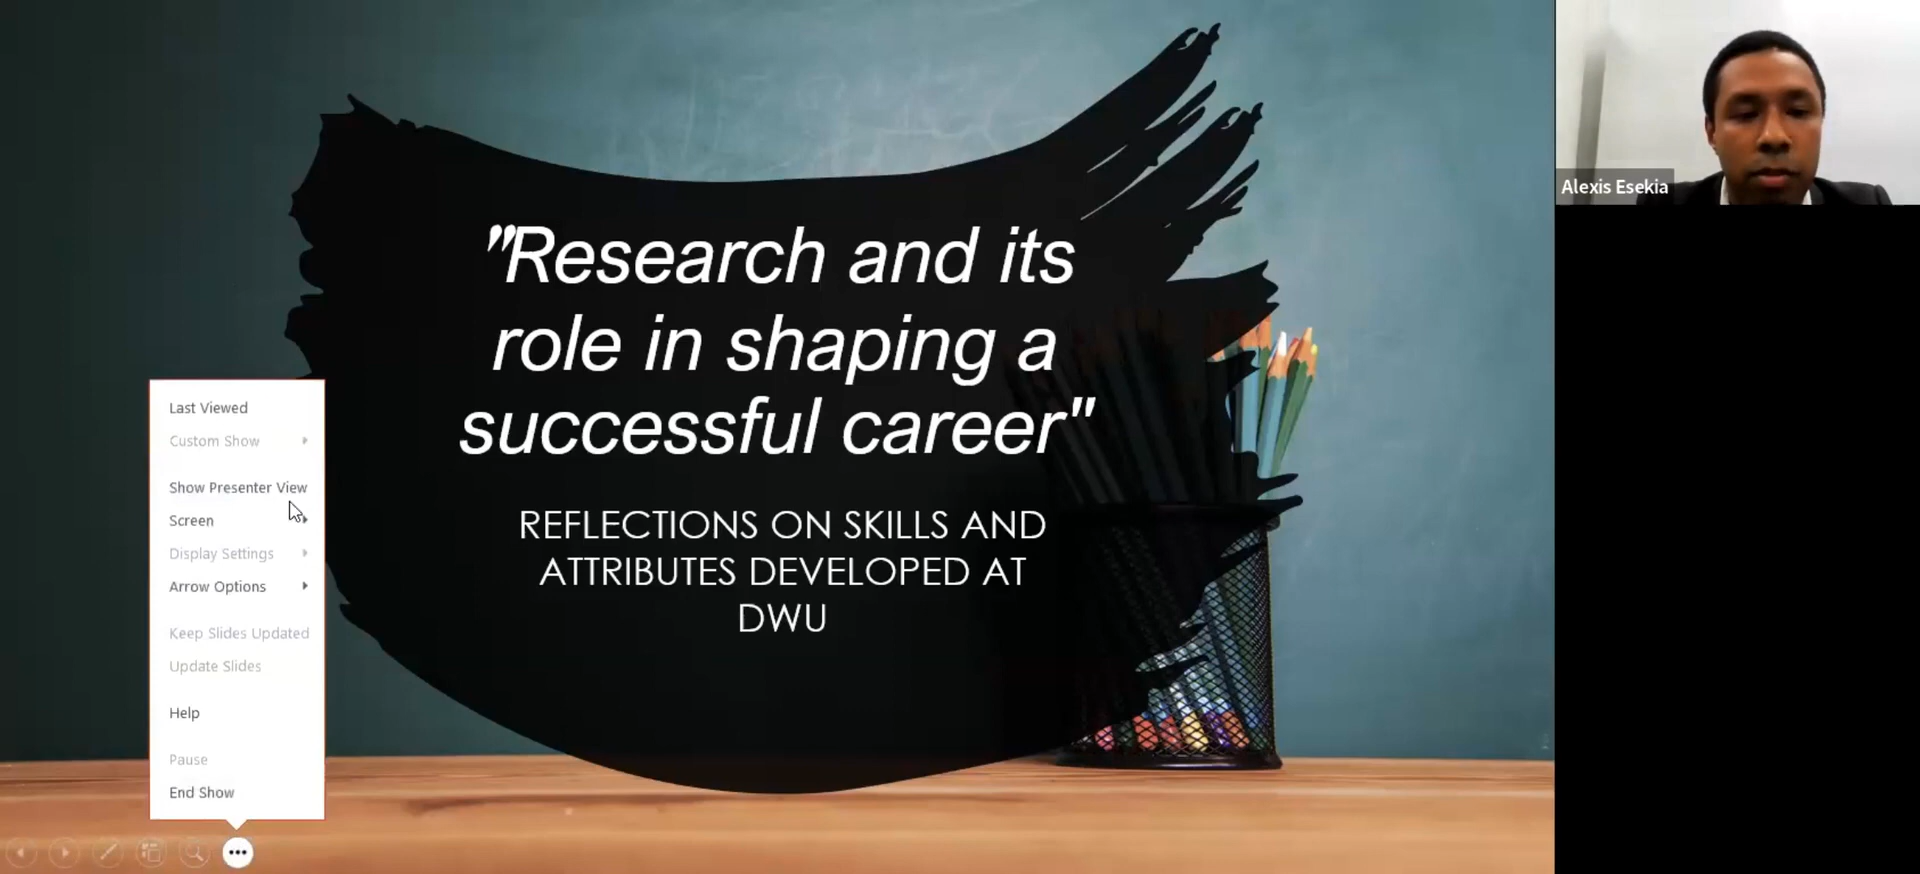 "Research and its
role in shaping a
successful career"
REFLECTIONS ON SKILLS AND
ATTRIBUTES DEVELOPED AT
DWU
Last Viewed
Custom Show
Show Presenter View
Screen
Display Settings
Arrow Options
Keep Slides Updated
Update Slides
Help
Pause
End Show
Alexis Esekia